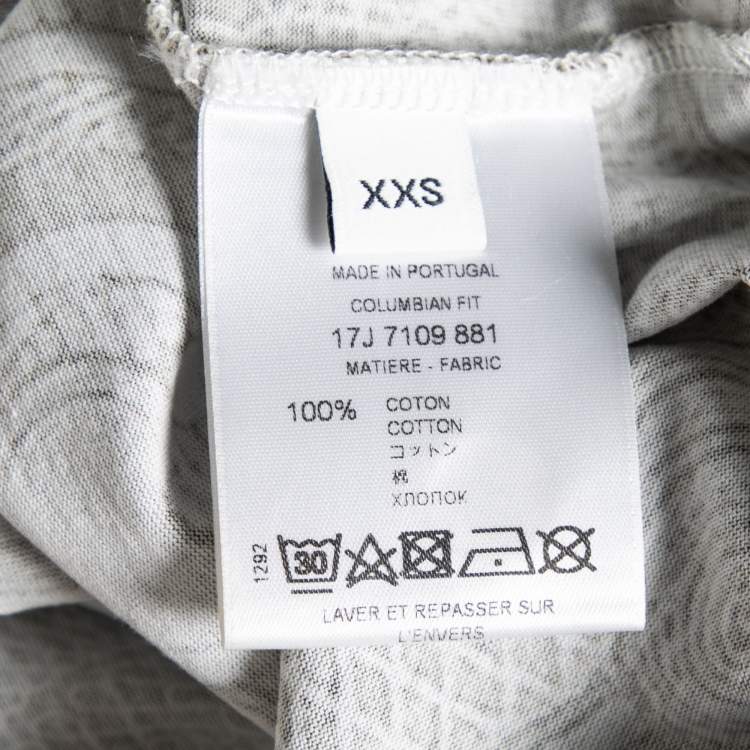 XXS
MADE IN PORTUGAL
COLUMBIAN FIT
17J 7109 881
MATIERE - FABRIC
100% COTON
COTTON
コットン
棉
ХЛОПОК
1292
30
LAVER ET REPASSER SUR
L'ENVERS